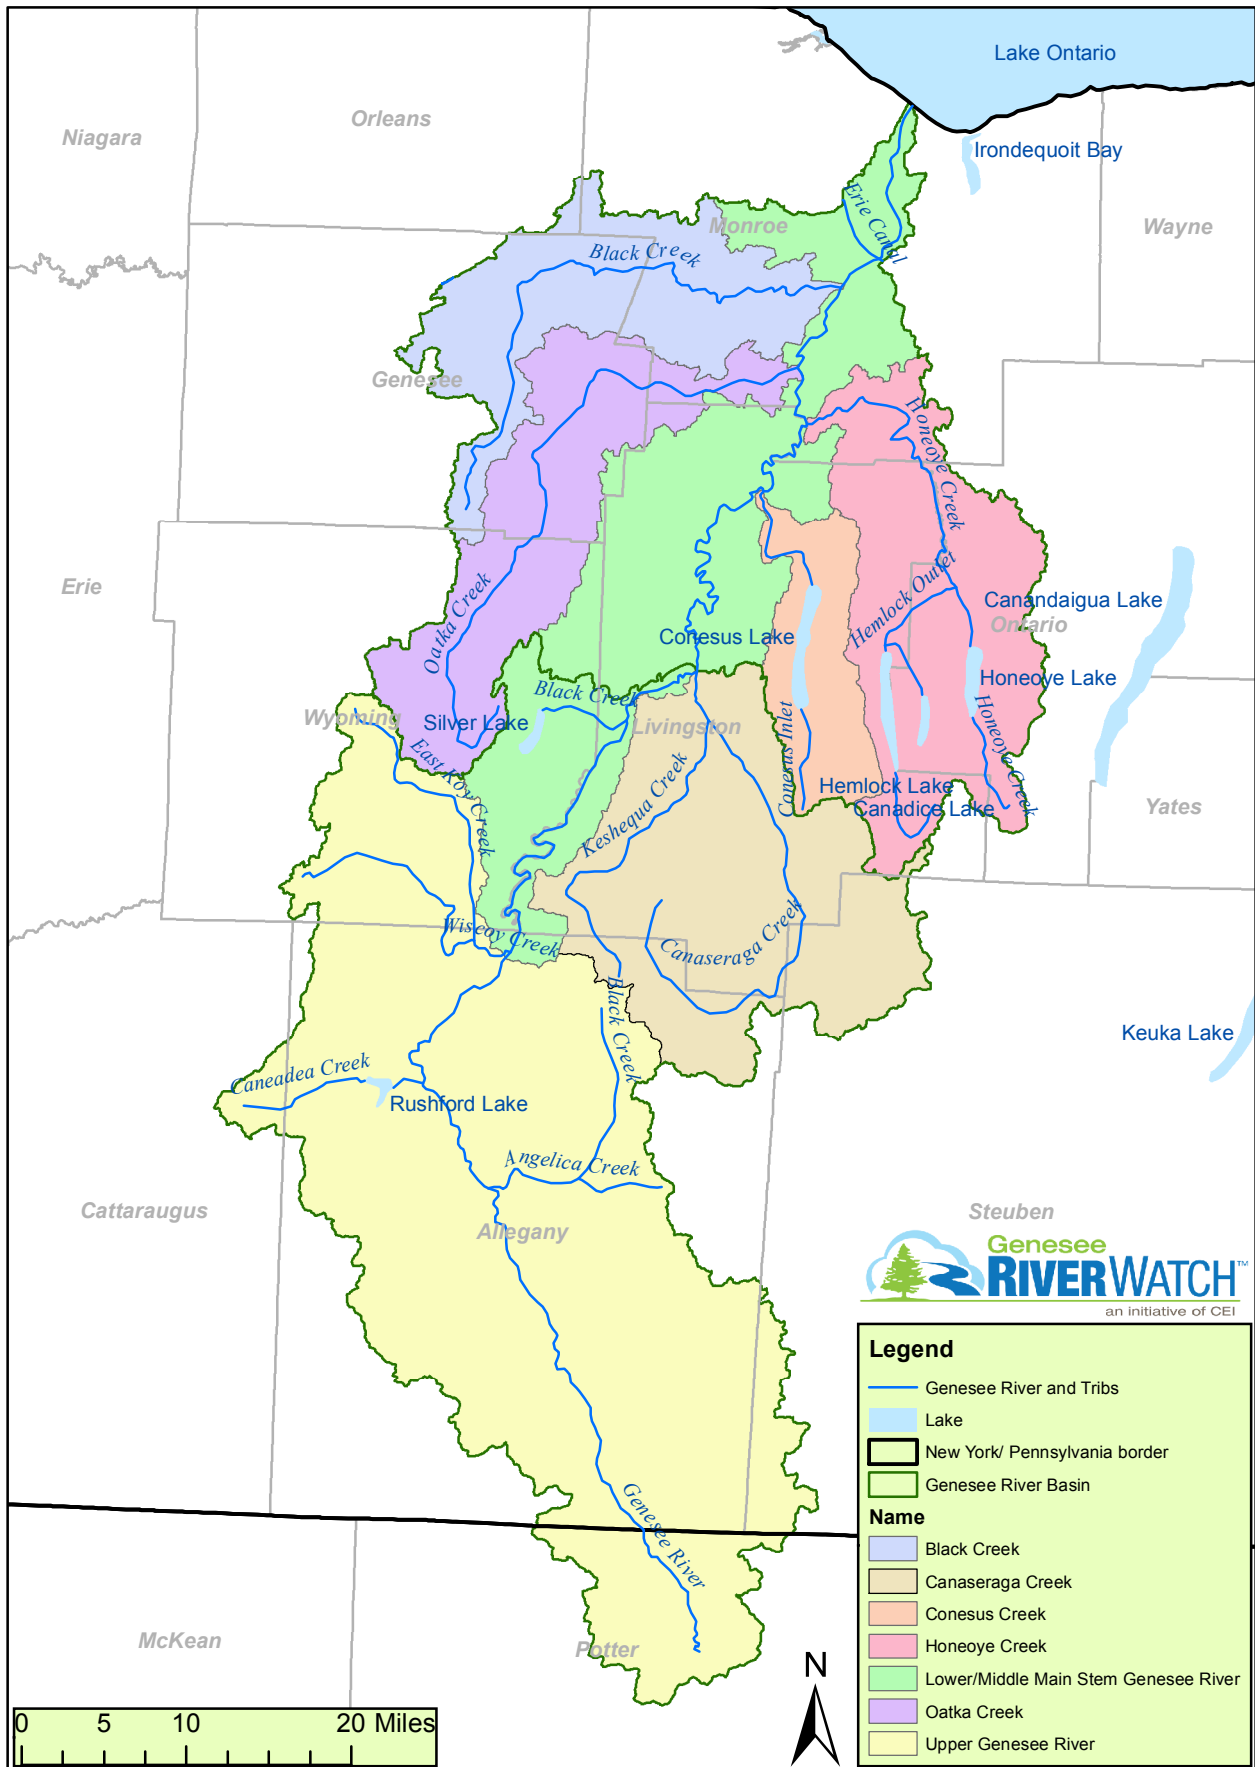 Lake Ontario
Orleans
Niagara
Irondequoit Bay
Erie Canal
Monroe
Wayne
Black Creek
Genesee
Honeoye Creek
Erie
Hemlock Outlet
Oatka Creek
Canandaigua Lake
Ontario
Conesus Lake
Honeoye Lake
Black Creek
Wyoming
Silver Lake
Livingston
East Koy Creek
Conesus Inlet
Honeoye Creek
Keshequa Creek
Hemlock Lake
Canadice Lake
Yates
Wiscoy Creek
Canaseraga Creek
Black Creek
Keuka Lake
Caneadea Creek
Rushford Lake
Angelica Creek
Cattaraugus
Allegany
Steuben
Genesee
RIVERWATCH™
an initiative of CEI
Genesee River
McKean
Potter
Legend
Genesee River and Tribs
Lake
New York/ Pennsylvania border
Genesee River Basin
Name
Black Creek
Canaseraga Creek
Conesus Creek
Honeoye Creek
Lower/Middle Main Stem Genesee River
Oatka Creek
Upper Genesee River
N
0 5 10 20 Miles